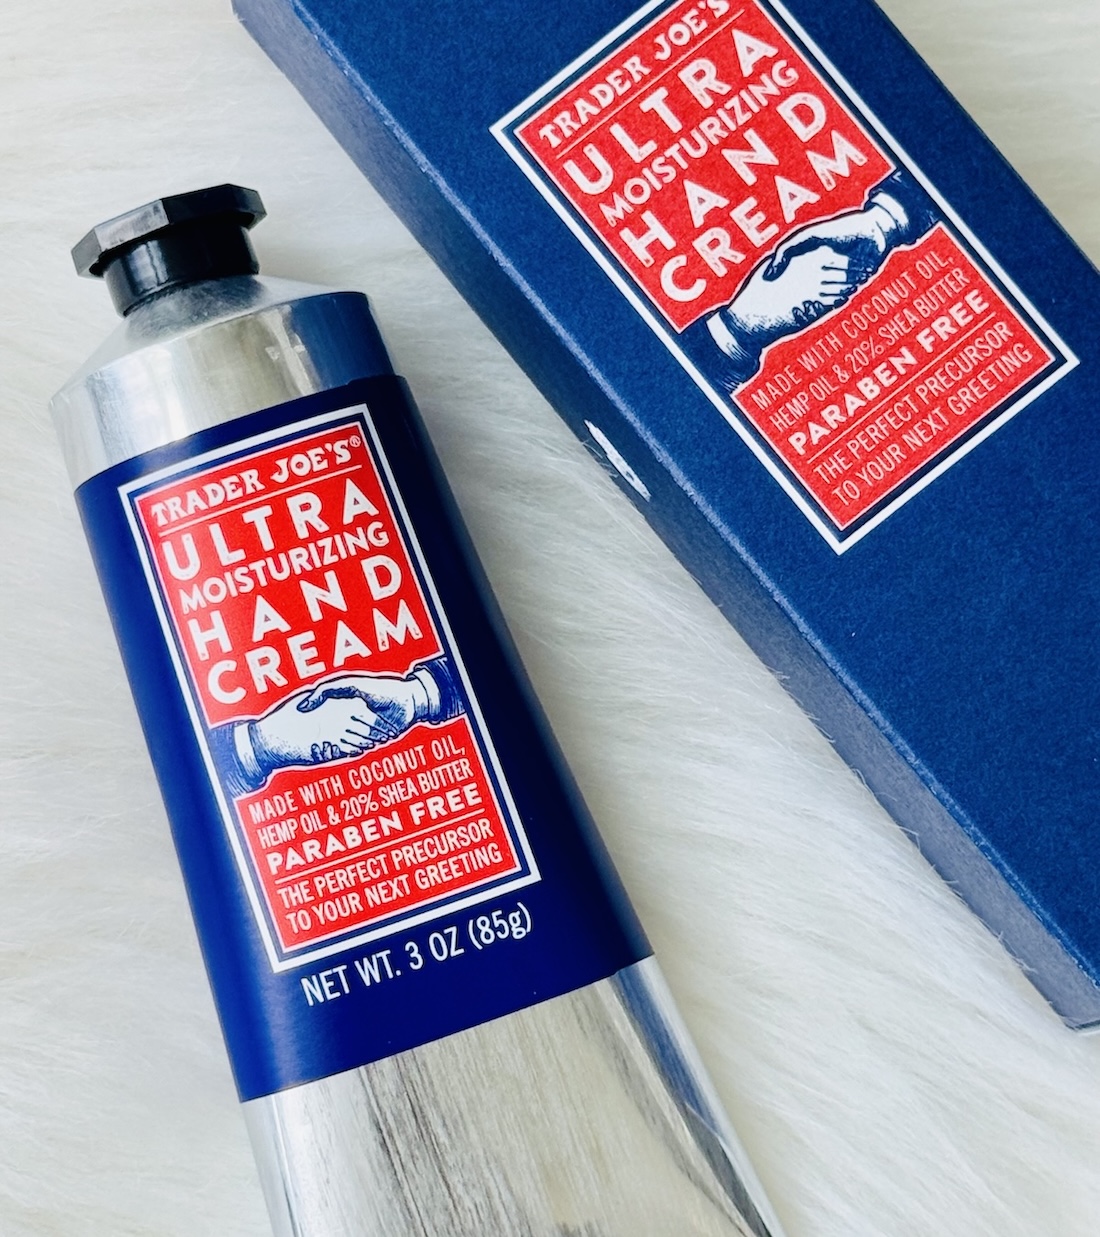 TRADER JOE'S®
ULTRA
MOISTURIZING
HAND
CREAM
MADE WITH COCONUT OIL,
HEMP OIL & 20% SHEA BUTTER
PARABEN FREE
THE PERFECT PRECURSOR
TO YOUR NEXT GREETING
NET WT. 3 OZ (85g)
TRADER JOE'S
ULTRA
MOISTURIZING
HAND
CREAM
MADE WITH COCONUT OIL,
HEMP OIL & 20% SHEA BUTTER
PARABEN FREE
THE PERFECT PRECURSOR
TO YOUR NEXT GREETING